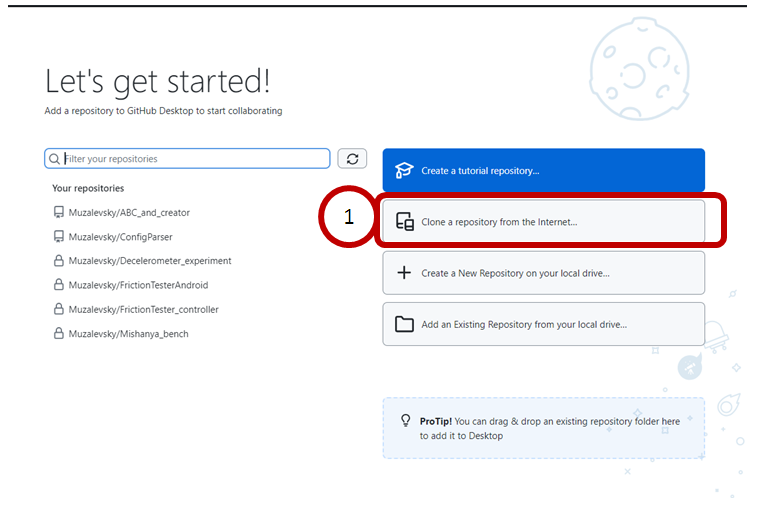 Let's get started!
Add a repository to GitHub Desktop to start collaborating
Filter your repositories
Your repositories
Muzalevsky/ABC_and_creator
Muzalevsky/ConfigParser
Muzalevsky/Decelerometer_experiment
Muzalevsky/FrictionTesterAndroid
Muzalevsky/FrictionTester_controller
Muzalevsky/Mishanya_bench
Create a tutorial repository...
1
Clone a repository from the Internet...
Create a New Repository on your local drive...
Add an Existing Repository from your local drive...
ProTip! You can drag & drop an existing repository folder here
to add it to Desktop